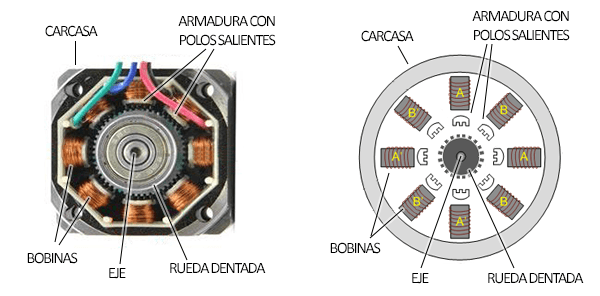 CARCASA
ARMADURA CON
POLOS SALIENTES
BOBINAS
EJE
RUEDA DENTADA
ARMADURA CON
POLOS SALIENTES
CARCASA
A
B
B
A
A
B
B
A
BOBINAS
EJE
RUEDA DENTADA